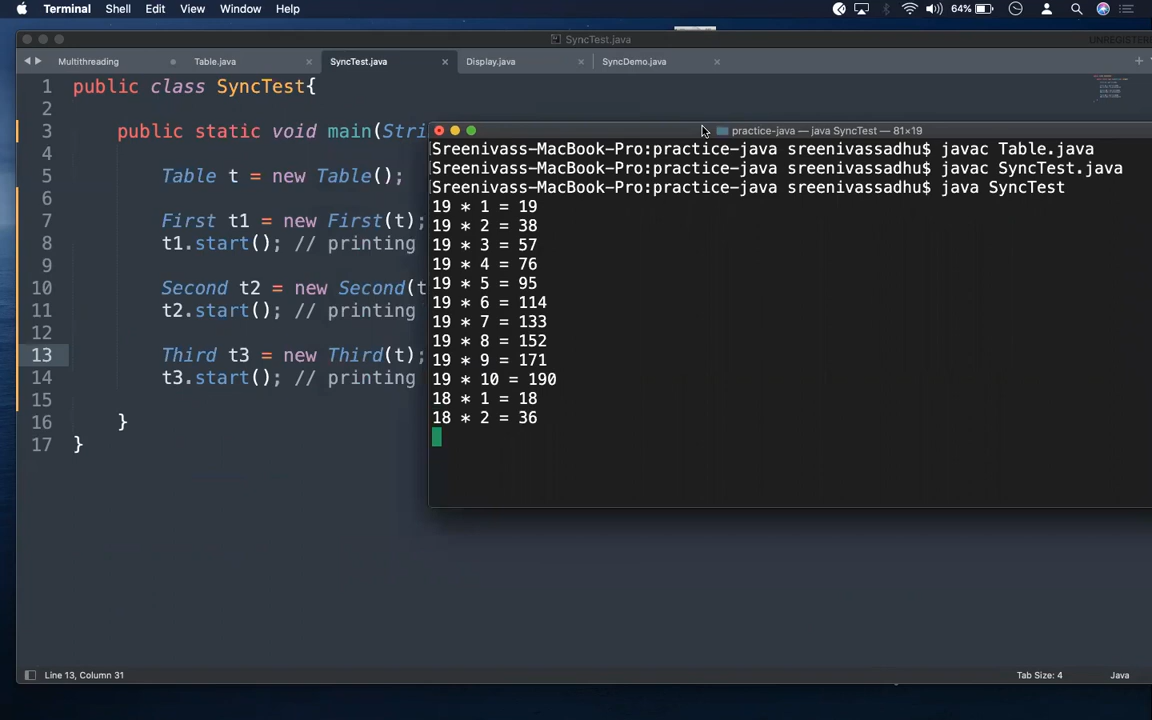 Terminal Shell Edit View Window Help 64%
SyncTest.java UNREGISTERE
Multithreading Table.java SyncTest.java Display.java SyncDemo.java
1 public class SyncTest{
2
3 public static void main(Stri
4
5 Table t = new Table();
6
7 First t1 = new First(t);
8 t1.start(); // printing
9
10 Second t2 = new Second(t
11 t2.start(); // printing
12
13 Third t3 = new Third(t);
14 t3.start(); // printing
15
16 }
17 }
practice-java — java SyncTest — 81×19
Sreenivass-MacBook-Pro:practice-java sreenivassadhu$ javac Table.java
Sreenivass-MacBook-Pro:practice-java sreenivassadhu$ javac SyncTest.java
Sreenivass-MacBook-Pro:practice-java sreenivassadhu$ java SyncTest
19 * 1 = 19
19 * 2 = 38
19 * 3 = 57
19 * 4 = 76
19 * 5 = 95
19 * 6 = 114
19 * 7 = 133
19 * 8 = 152
19 * 9 = 171
19 * 10 = 190
18 * 1 = 18
18 * 2 = 36
Line 13, Column 31 Tab Size: 4 Java